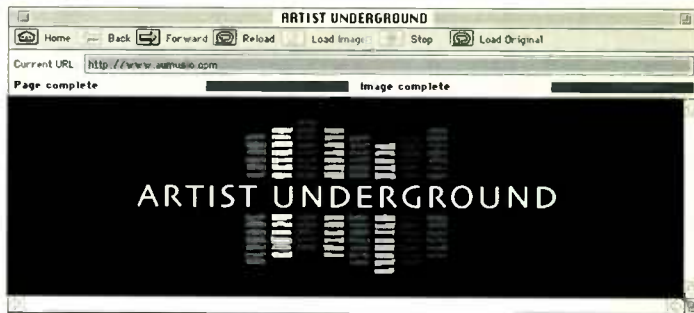 ARTIST UNDERGROUND
Home Back Forward Reload Load Images Stop Load Original
Current URL http://www.aumusic.com
Page complete Image complete
ARTIST UNDERGROUND